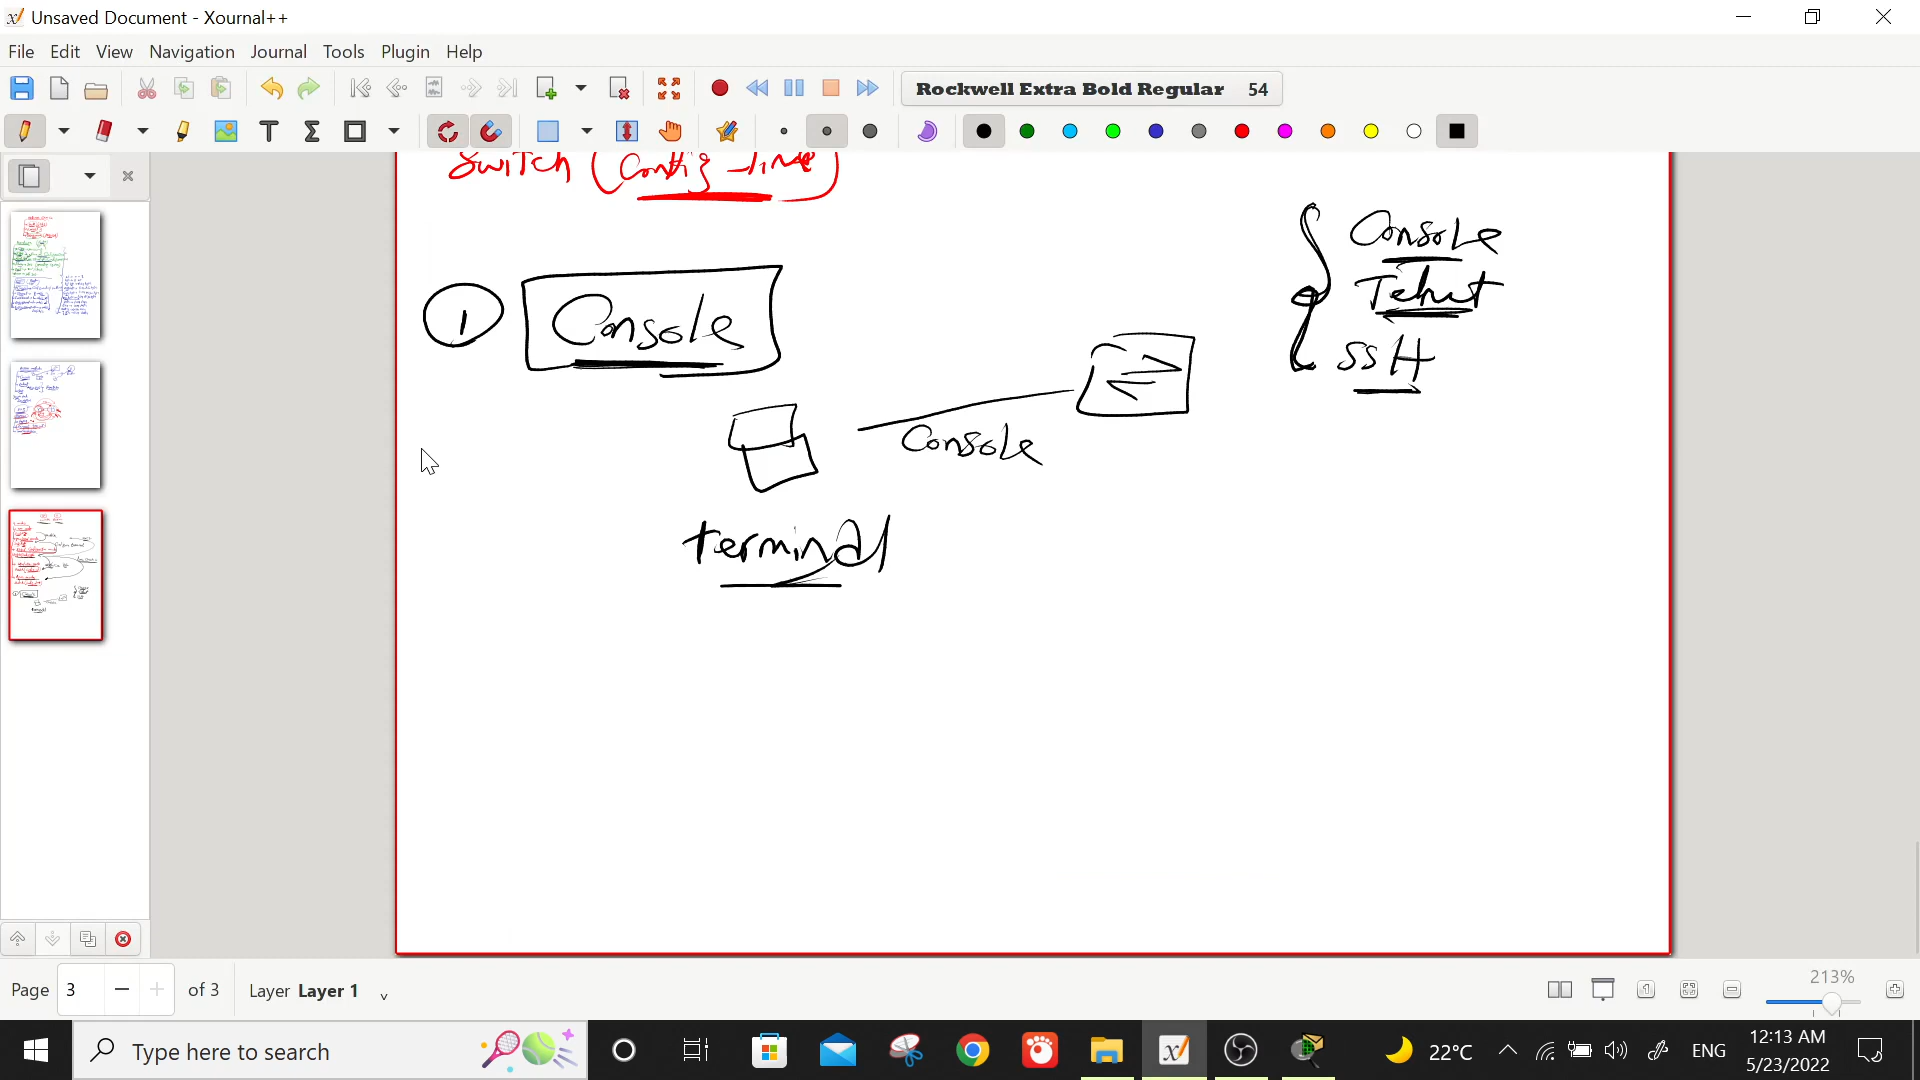 Unsaved Document - Xournal++
File Edit View Navigation Journal Tools Plugin Help
Rockwell Extra Bold Regular 54
Switch (Config-line)
Console
Telnet
SSH
1 Console
Console
terminal
Page 3 of 3 Layer Layer 1
213%
Type here to search
22°C
ENG
12:13 AM
5/23/2022